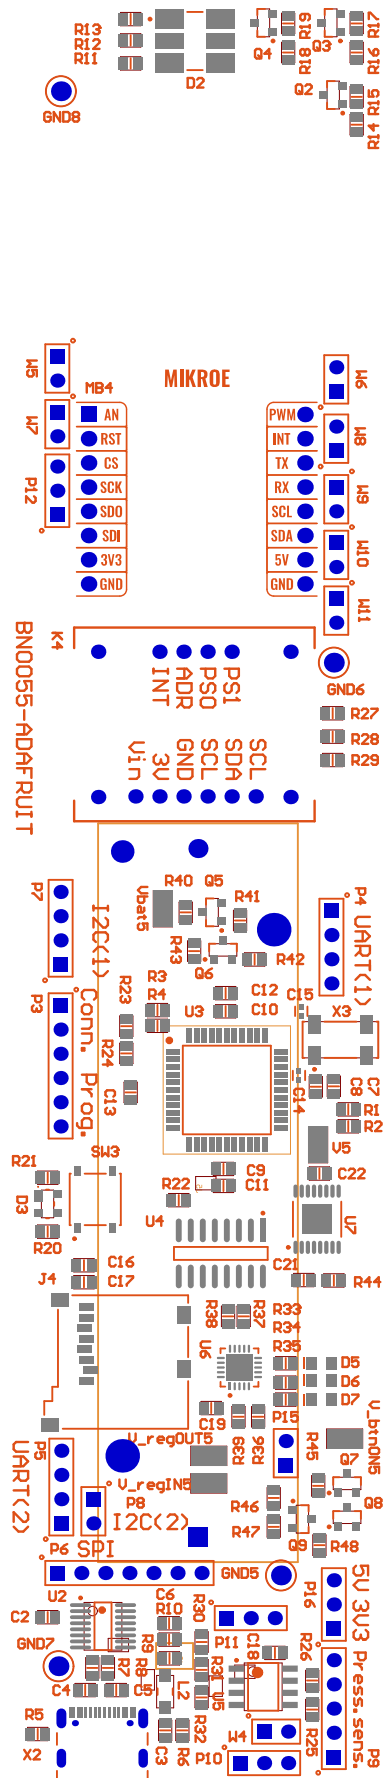 R13
R12
R11
D2
Q4
R19
R18
Q3
R17
R16
Q2
R15
R14
GND8
W5
MIKROE
W6
MB4
W7
AN
RST
CS
SCK
SDO
SDI
3V3
GND
PWM
INT
TX
RX
SCL
SDA
5V
GND
W8
P12
W9
W10
W11
BNO055-ADAFRUIT
K4
INT
ADR
PS0
PS1
GND6
R27
R28
R29
Vin
3V
GND
SCL
SDA
SCL
P7
I2C(1)
R40
Q5
R41
Vbat5
R43
Q6
R42
P4
UART(1)
P3
Conn. Prog.
R23
R3
R4
U3
C12
C10
C15
X3
R24
C13
C14
C8
C7
R1
R2
SW3
V5
R21
D3
R20
C9
C11
R22
C22
U4
U7
C16
C17
C21
R44
J4
R38
R37
R33
R34
R35
U6
D5
D6
D7
C19
R39
R36
P15
V_btnON5
V_regOUT5
R45
Q7
P5
UART(2)
V_regIN5
P8
I2C(2)
R46
R47
Q8
Q9
R48
P6
SPI
GND5
U2
C2
C6
R10
R30
P16
5V 3V3
GND7
R9
P11
R7
R8
R31
C18
R26
Press.sens.
C4
C5
L2
U5
R5
X2
C3
R6
R32
W4
P10
R25
P9